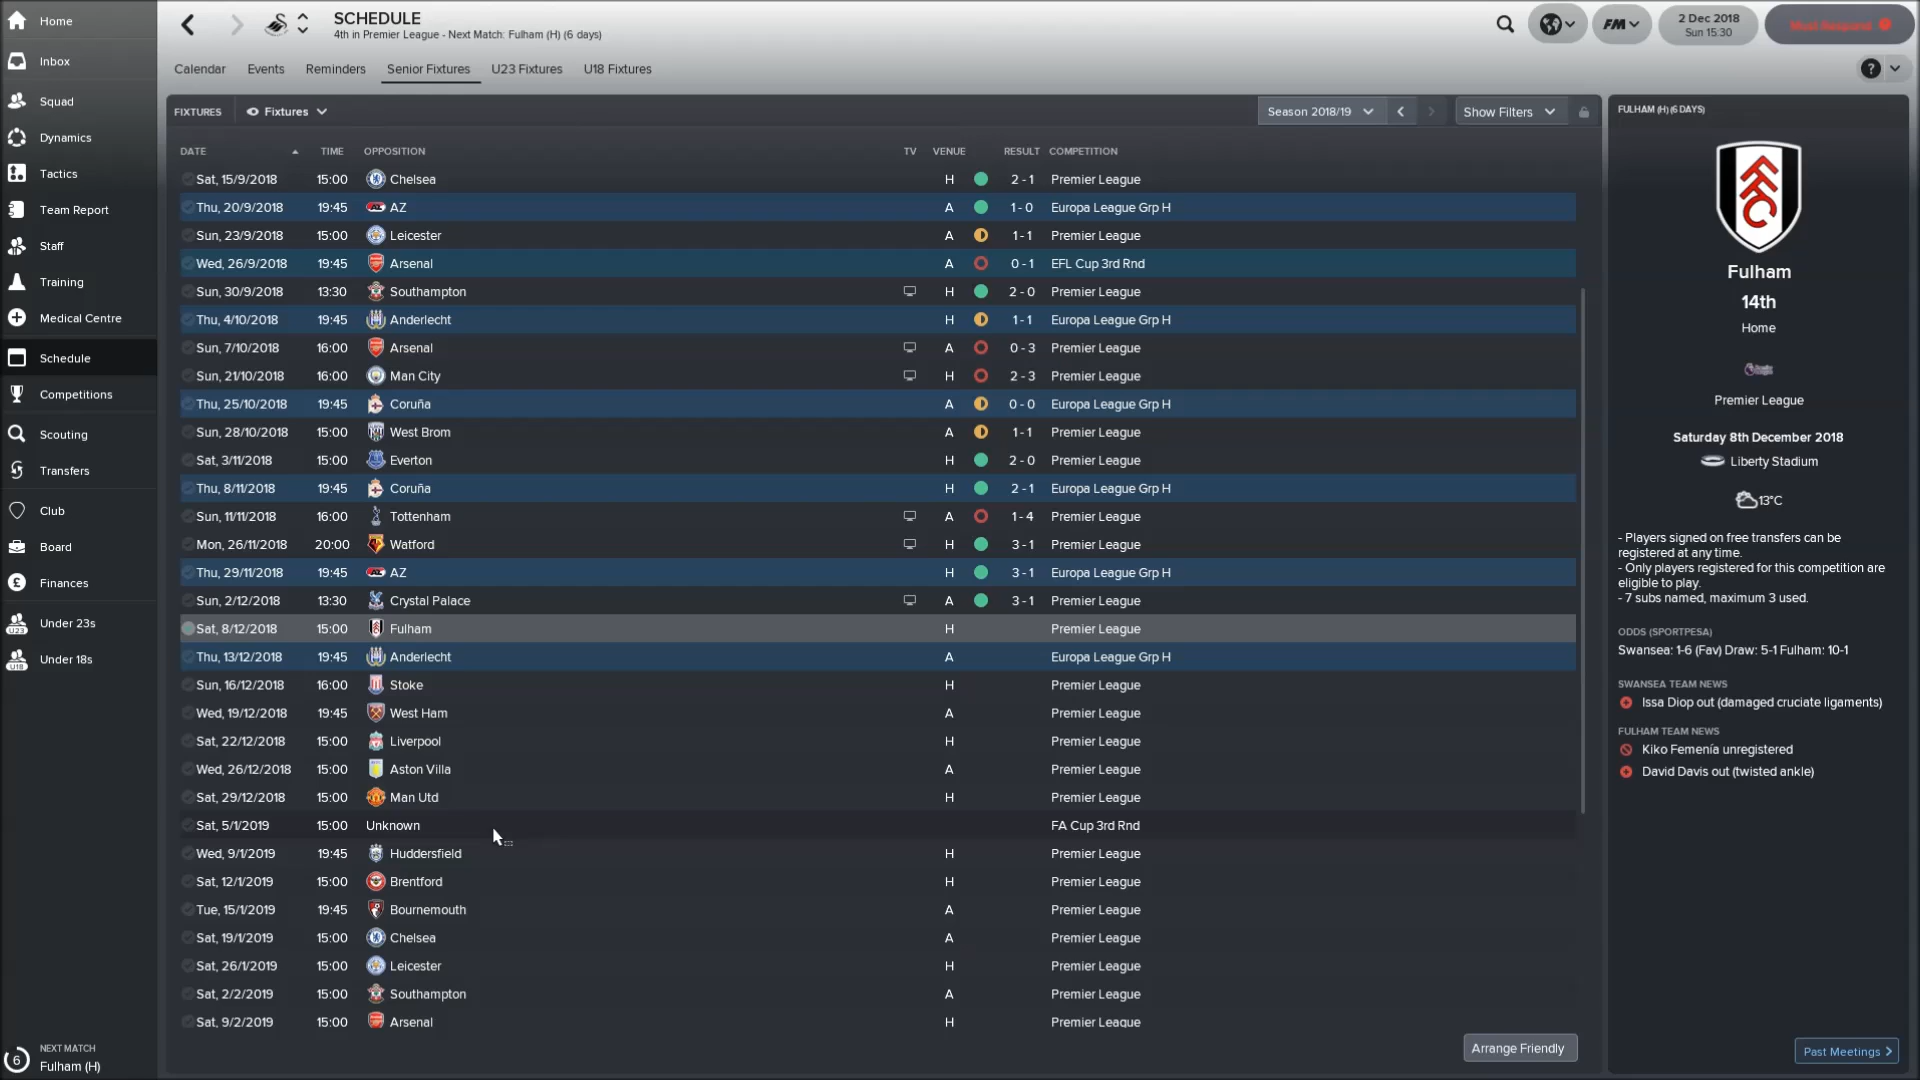 Home
Inbox
Squad
Dynamics
Tactics
Team Report
Staff
Training
Medical Centre
Schedule
Competitions
Scouting
Transfers
Club
Board
Finances
U23 Under 23s
U18 Under 18s
6
NEXT MATCH
Fulham (H)
SCHEDULE
4th in Premier League - Next Match: Fulham (H) (6 days)
FM
2 Dec 2018
Sun 15:30
Must Respond
Calendar Events Reminders Senior Fixtures U23 Fixtures U18 Fixtures
?
FIXTURES Fixtures Season 2018/19 Show Filters
DATE TIME OPPOSITION TV VENUE RESULT COMPETITION
Sat, 15/9/2018 15:00 Chelsea H 2 - 1 Premier League
Thu, 20/9/2018 19:45 AZ A 1 - 0 Europa League Grp H
Sun, 23/9/2018 15:00 Leicester A 1 - 1 Premier League
Wed, 26/9/2018 19:45 Arsenal A 0 - 1 EFL Cup 3rd Rnd
Sun, 30/9/2018 13:30 Southampton H 2 - 0 Premier League
Thu, 4/10/2018 19:45 Anderlecht H 1 - 1 Europa League Grp H
Sun, 7/10/2018 16:00 Arsenal A 0 - 3 Premier League
Sun, 21/10/2018 16:00 Man City H 2 - 3 Premier League
Thu, 25/10/2018 19:45 Coruña A 0 - 0 Europa League Grp H
Sun, 28/10/2018 15:00 West Brom A 1 - 1 Premier League
Sat, 3/11/2018 15:00 Everton H 2 - 0 Premier League
Thu, 8/11/2018 19:45 Coruña H 2 - 1 Europa League Grp H
Sun, 11/11/2018 16:00 Tottenham A 1 - 4 Premier League
Mon, 26/11/2018 20:00 Watford H 3 - 1 Premier League
Thu, 29/11/2018 19:45 AZ H 3 - 1 Europa League Grp H
Sun, 2/12/2018 13:30 Crystal Palace A 3 - 1 Premier League
Sat, 8/12/2018 15:00 Fulham H Premier League
Thu, 13/12/2018 19:45 Anderlecht A Europa League Grp H
Sun, 16/12/2018 16:00 Stoke H Premier League
Wed, 19/12/2018 19:45 West Ham A Premier League
Sat, 22/12/2018 15:00 Liverpool H Premier League
Wed, 26/12/2018 15:00 Aston Villa A Premier League
Sat, 29/12/2018 15:00 Man Utd H Premier League
Sat, 5/1/2019 15:00 Unknown FA Cup 3rd Rnd
Wed, 9/1/2019 19:45 Huddersfield H Premier League
Sat, 12/1/2019 15:00 Brentford H Premier League
Tue, 15/1/2019 19:45 Bournemouth A Premier League
Sat, 19/1/2019 15:00 Chelsea A Premier League
Sat, 26/1/2019 15:00 Leicester H Premier League
Sat, 2/2/2019 15:00 Southampton A Premier League
Sat, 9/2/2019 15:00 Arsenal H Premier League
Arrange Friendly
FULHAM (H) (6 DAYS)
FFC
Fulham
14th
Home
Premier League
Saturday 8th December 2018
Liberty Stadium
13°C
- Players signed on free transfers can be
registered at any time.
- Only players registered for this competition are
eligible to play.
- 7 subs named, maximum 3 used.
ODDS (SPORTPESA)
Swansea: 1-6 (Fav) Draw: 5-1 Fulham: 10-1
SWANSEA TEAM NEWS
Issa Diop out (damaged cruciate ligaments)
FULHAM TEAM NEWS
Kiko Femenía unregistered
David Davis out (twisted ankle)
Past Meetings